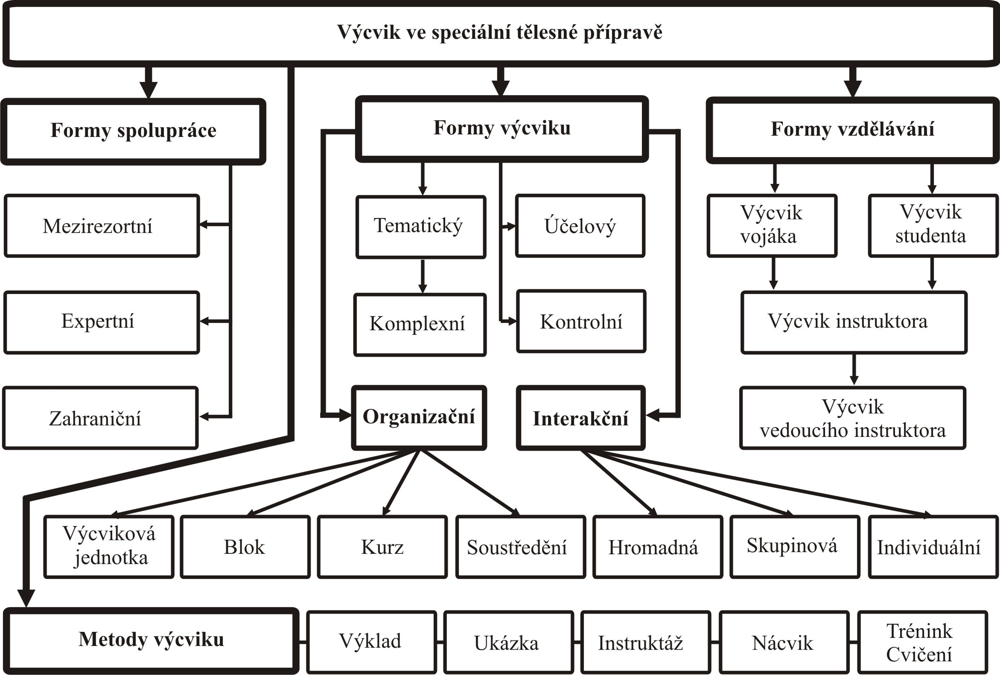 Výcvik ve speciální tělesné přípravě
Formy spolupráce
Formy výcviku
Formy vzdělávání
Mezirezortní
Tematický
Účelový
Výcvik
vojáka
Výcvik
studenta
Expertní
Komplexní
Kontrolní
Výcvik instruktora
Zahraniční
Organizační
Interakční
Výcvik
vedoucího instruktora
Výcviková
jednotka
Blok
Kurz
Soustředění
Hromadná
Skupinová
Individuální
Metody výcviku
Výklad
Ukázka
Instruktáž
Nácvik
Trénink
Cvičení